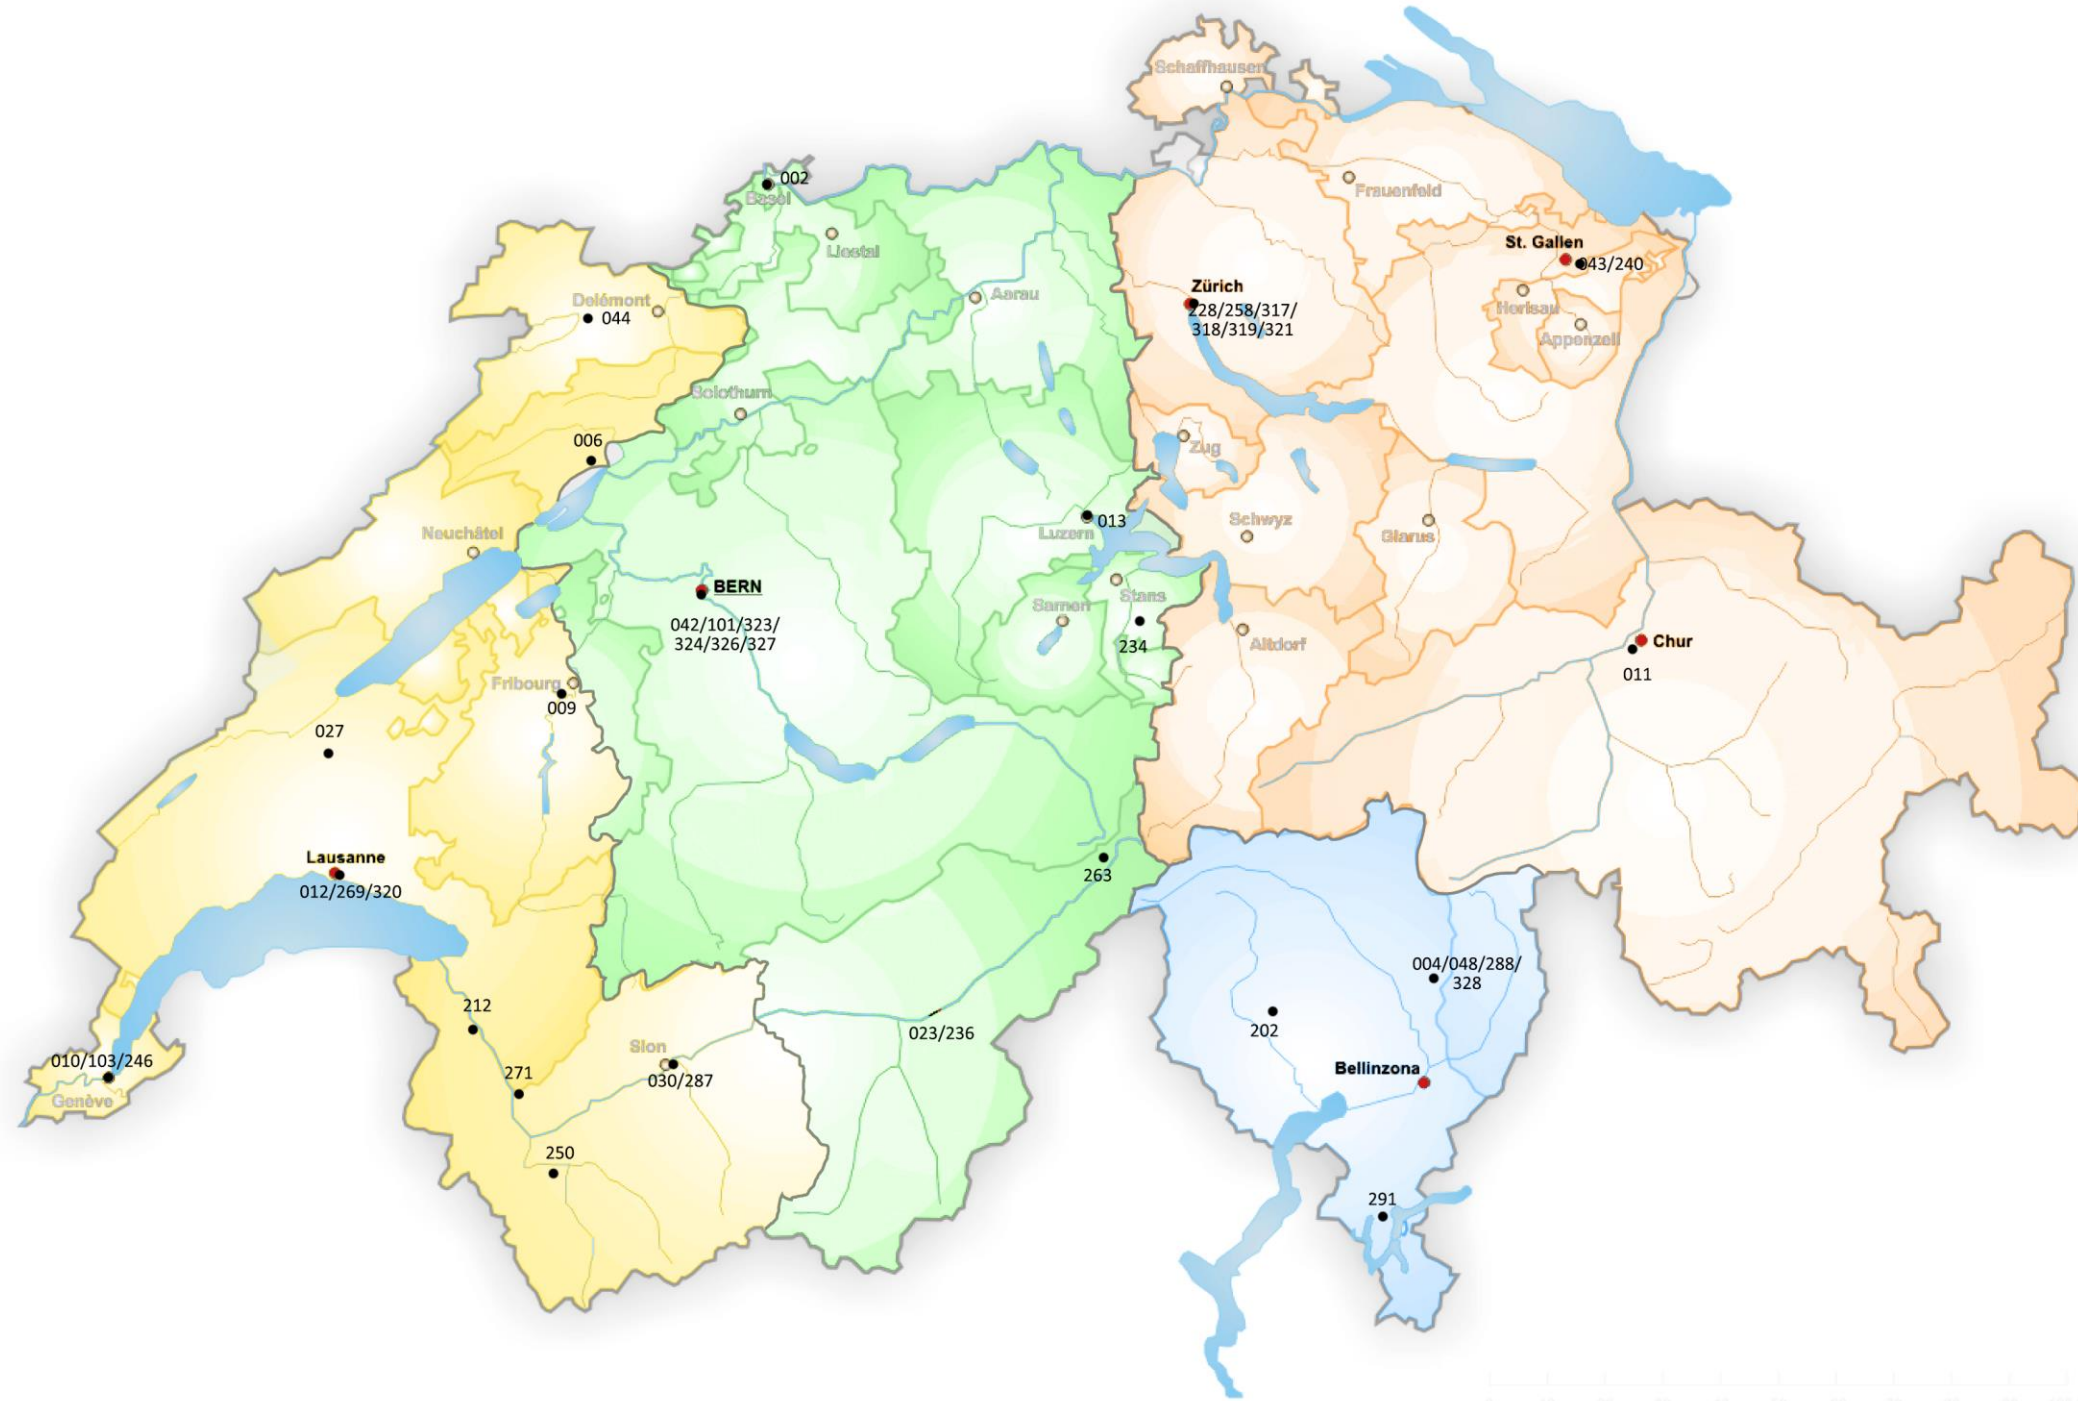 Schaffhausen
002
Basel
Frauenfeld
Liestal
St. Gallen
043/240
Zürich
Aarau
Herisau
Delémont
228/258/317/
318/319/321
044
Appenzell
Solothurn
006
Zug
013
Schwyz
Neuchâtel
Luzern
Glarus
BERN
Stans
Sarnen
042/101/323/
324/326/327
234
Altdorf
Chur
011
Fribourg
009
027
Lausanne
012/269/320
263
004/048/288/
328
212
202
023/236
Sion
010/103/246
271
030/287
Bellinzona
Genève
250
291